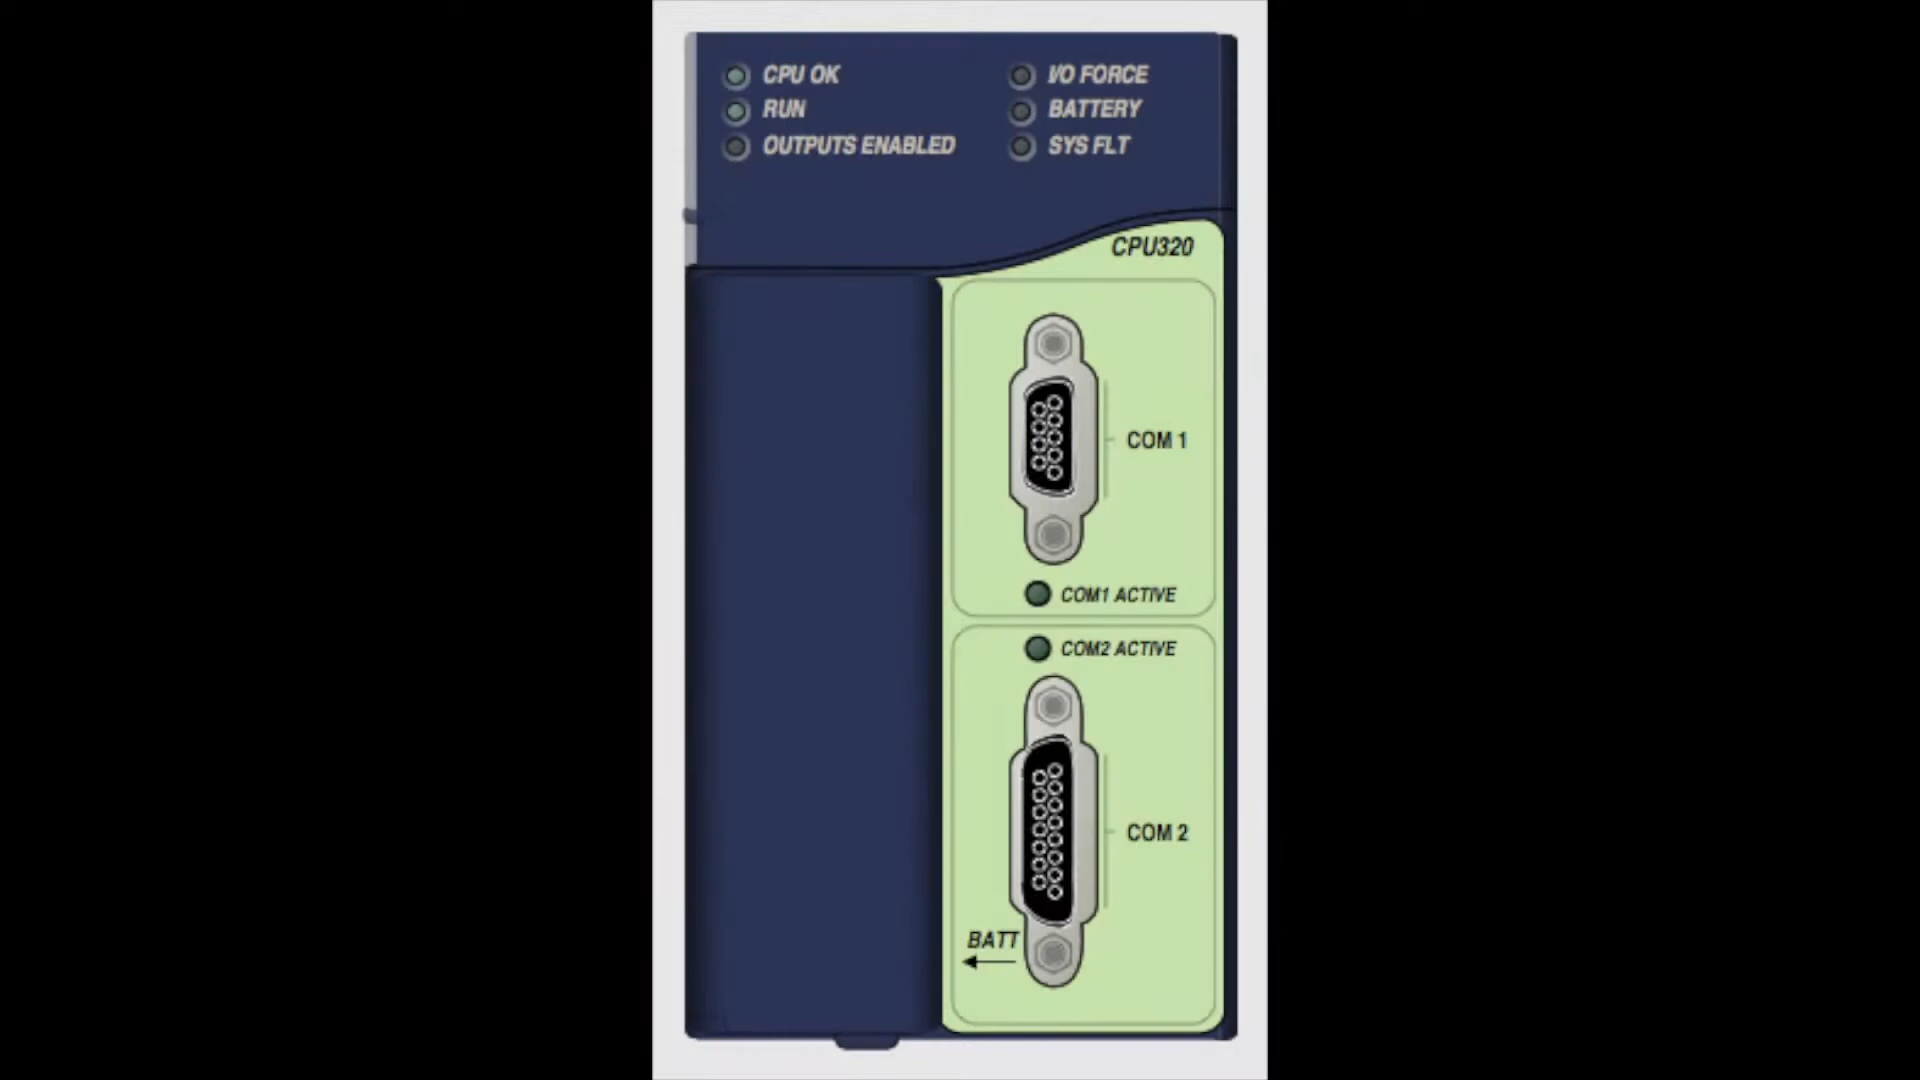 CPU OK
RUN
OUTPUTS ENABLED
I/O FORCE
BATTERY
SYS FLT
CPU320
COM 1
COM1 ACTIVE
COM2 ACTIVE
COM 2
BATT